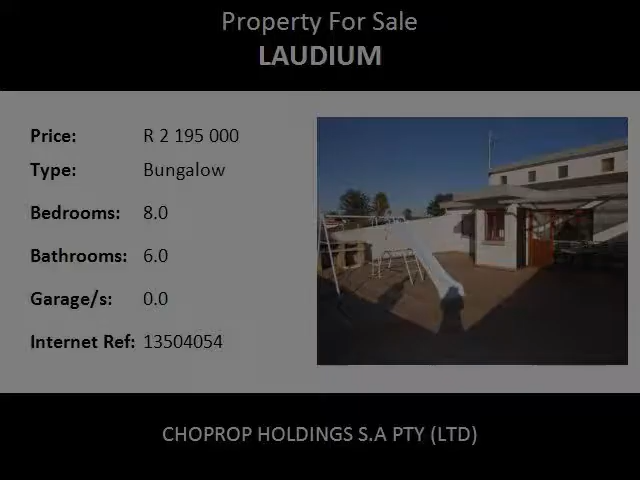 Property For Sale
LAUDIUM
Price: R 2 195 000
Type: Bungalow
Bedrooms: 8.0
Bathrooms: 6.0
Garage/s: 0.0
Internet Ref: 13504054
CHOPROP HOLDINGS S.A PTY (LTD)